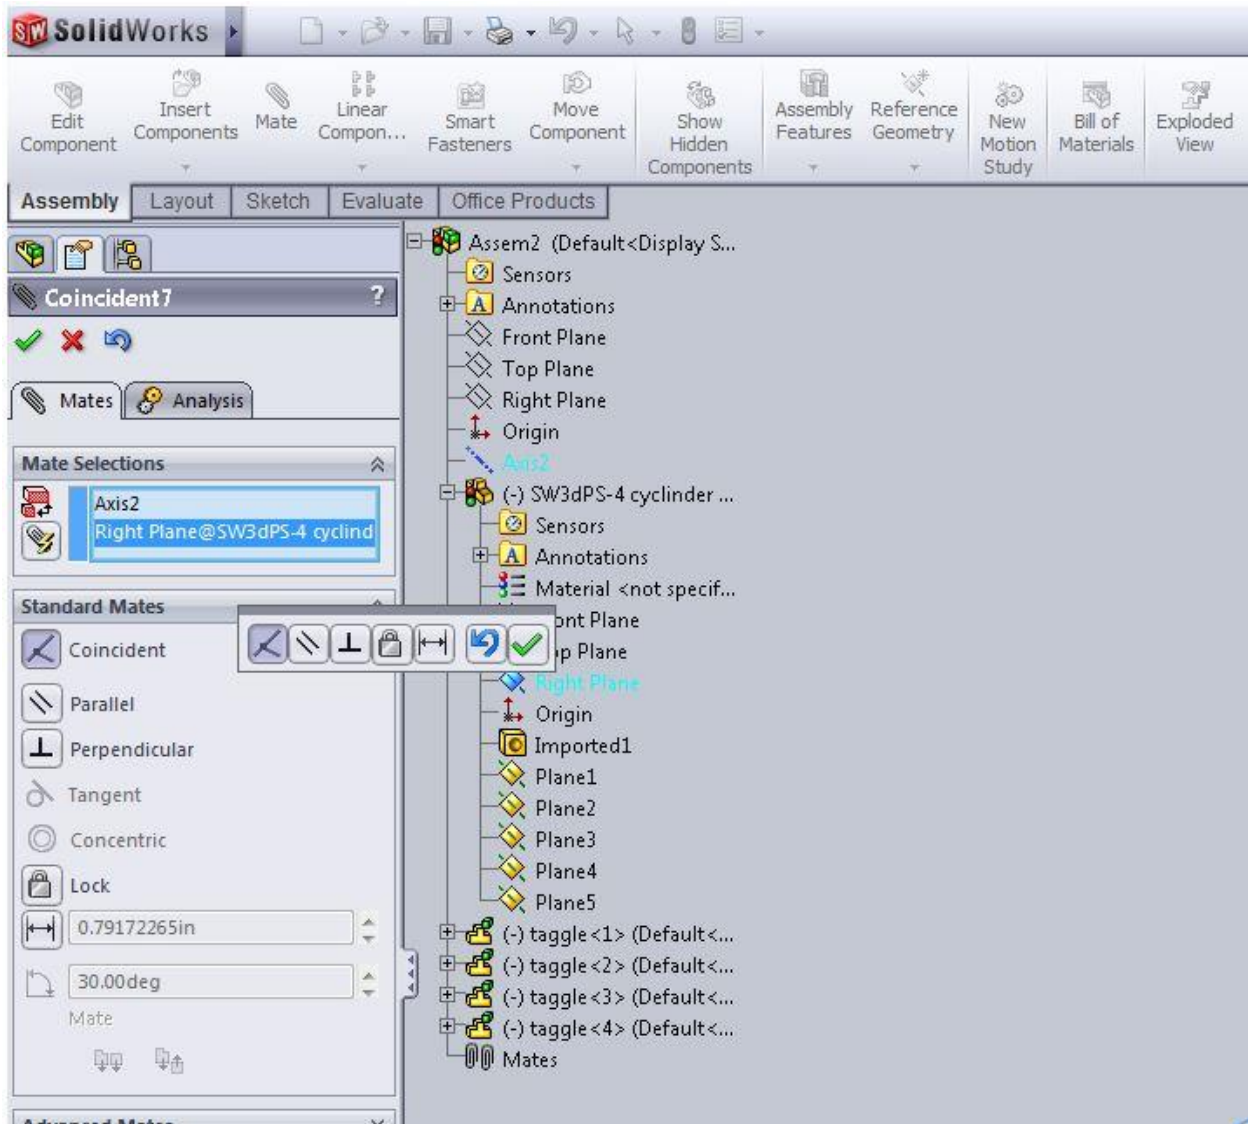 SolidWorks
Edit Component
Insert Components
Mate
Linear Compon...
Smart Fasteners
Move Component
Show Hidden Components
Assembly Features
Reference Geometry
New Motion Study
Bill of Materials
Exploded View
Assembly Layout Sketch Evaluate Office Products
Coincident7 ?
Mates Analysis
Mate Selections
Axis2
Right Plane@SW3dPS-4 cyclind
Standard Mates
Coincident
Parallel
Perpendicular
Tangent
Concentric
Lock
0.79172265in
30.00deg
Mate
Advanced Mates
Assem2 (Default<Display S...
Sensors
Annotations
Front Plane
Top Plane
Right Plane
Origin
Axis2
(-) SW3dPS-4 cyclinder ...
Sensors
Annotations
Material <not specif...
ont Plane
p Plane
Right Plane
Origin
Imported1
Plane1
Plane2
Plane3
Plane4
Plane5
(-) taggle<1> (Default<...
(-) taggle<2> (Default<...
(-) taggle<3> (Default<...
(-) taggle<4> (Default<...
Mates